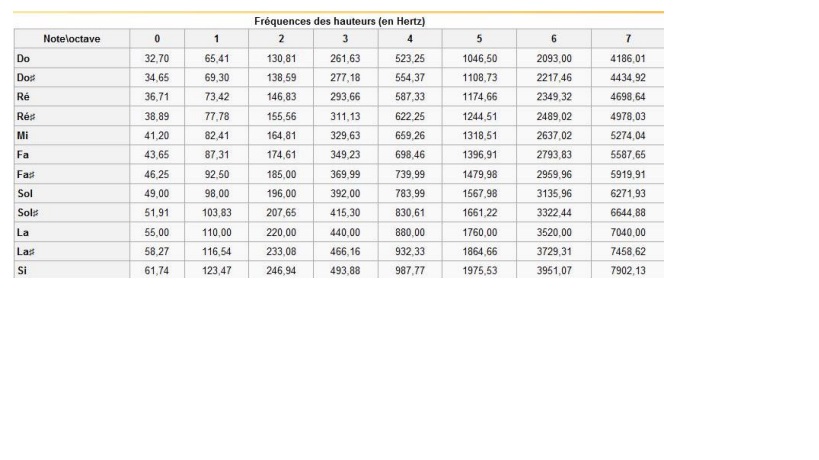 Fréquences des hauteurs (en Hertz)
Note\octave 0 1 2 3 4 5 6 7
Do 32,70 65,41 130,81 261,63 523,25 1046,50 2093,00 4186,01
Do♯ 34,65 69,30 138,59 277,18 554,37 1108,73 2217,46 4434,92
Ré 36,71 73,42 146,83 293,66 587,33 1174,66 2349,32 4698,64
Ré♯ 38,89 77,78 155,56 311,13 622,25 1244,51 2489,02 4978,03
Mi 41,20 82,41 164,81 329,63 659,26 1318,51 2637,02 5274,04
Fa 43,65 87,31 174,61 349,23 698,46 1396,91 2793,83 5587,65
Fa♯ 46,25 92,50 185,00 369,99 739,99 1479,98 2959,96 5919,91
Sol 49,00 98,00 196,00 392,00 783,99 1567,98 3135,96 6271,93
Sol♯ 51,91 103,83 207,65 415,30 830,61 1661,22 3322,44 6644,88
La 55,00 110,00 220,00 440,00 880,00 1760,00 3520,00 7040,00
La♯ 58,27 116,54 233,08 466,16 932,33 1864,66 3729,31 7458,62
Si 61,74 123,47 246,94 493,88 987,77 1975,53 3951,07 7902,13